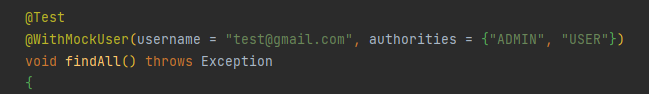 @Test
@WithMockUser(username = "test@gmail.com", authorities = {"ADMIN", "USER"})
void findAll() throws Exception
{